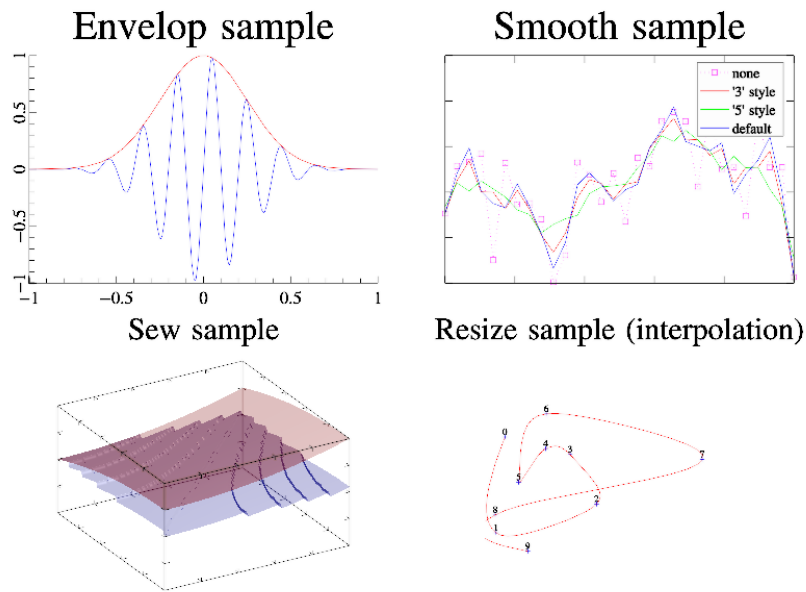 Envelop sample
Smooth sample
1
0.5
0
−0.5
−1
−1
−0.5
0
0.5
1
none
'3' style
'5' style
default
Sew sample
Resize sample (interpolation)
0
6
4
3
7
5
2
8
1
9